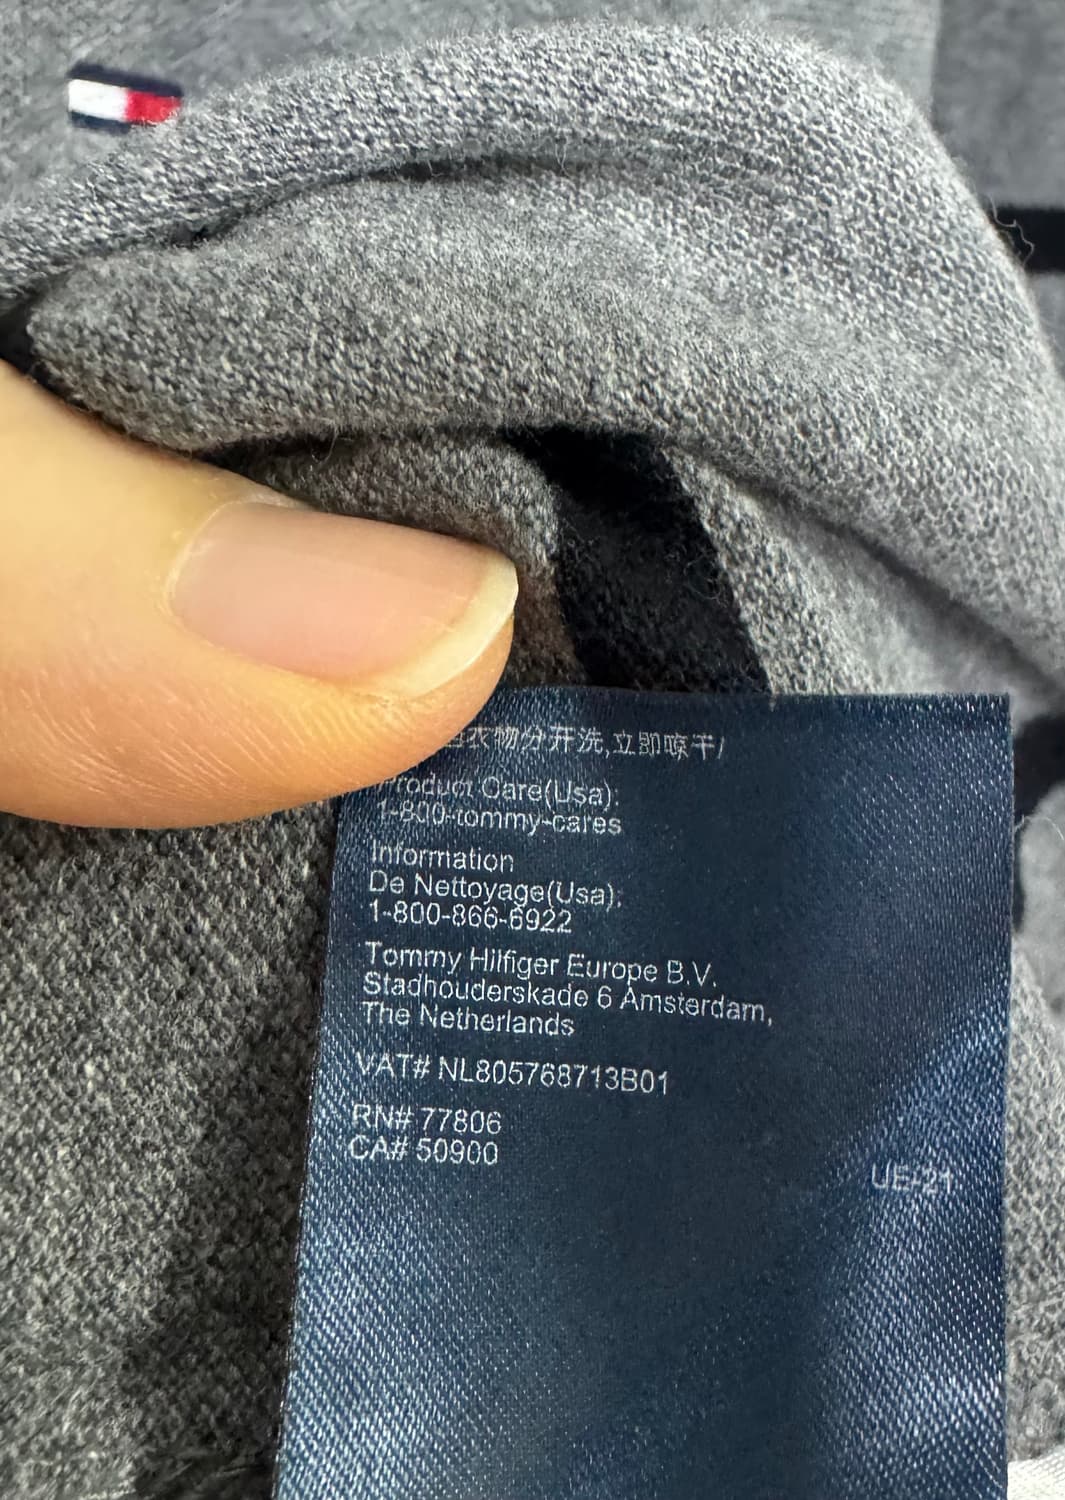 衣物分开洗,立即晾干/
Product Care(Usa):
1-800-tommy-cares
Information
De Nettoyage(Usa):
1-800-866-6922
Tommy Hilfiger Europe B.V.
Stadhouderskade 6 Amsterdam,
The Netherlands
VAT# NL805768713B01
RN# 77806
CA# 50900
UE-21